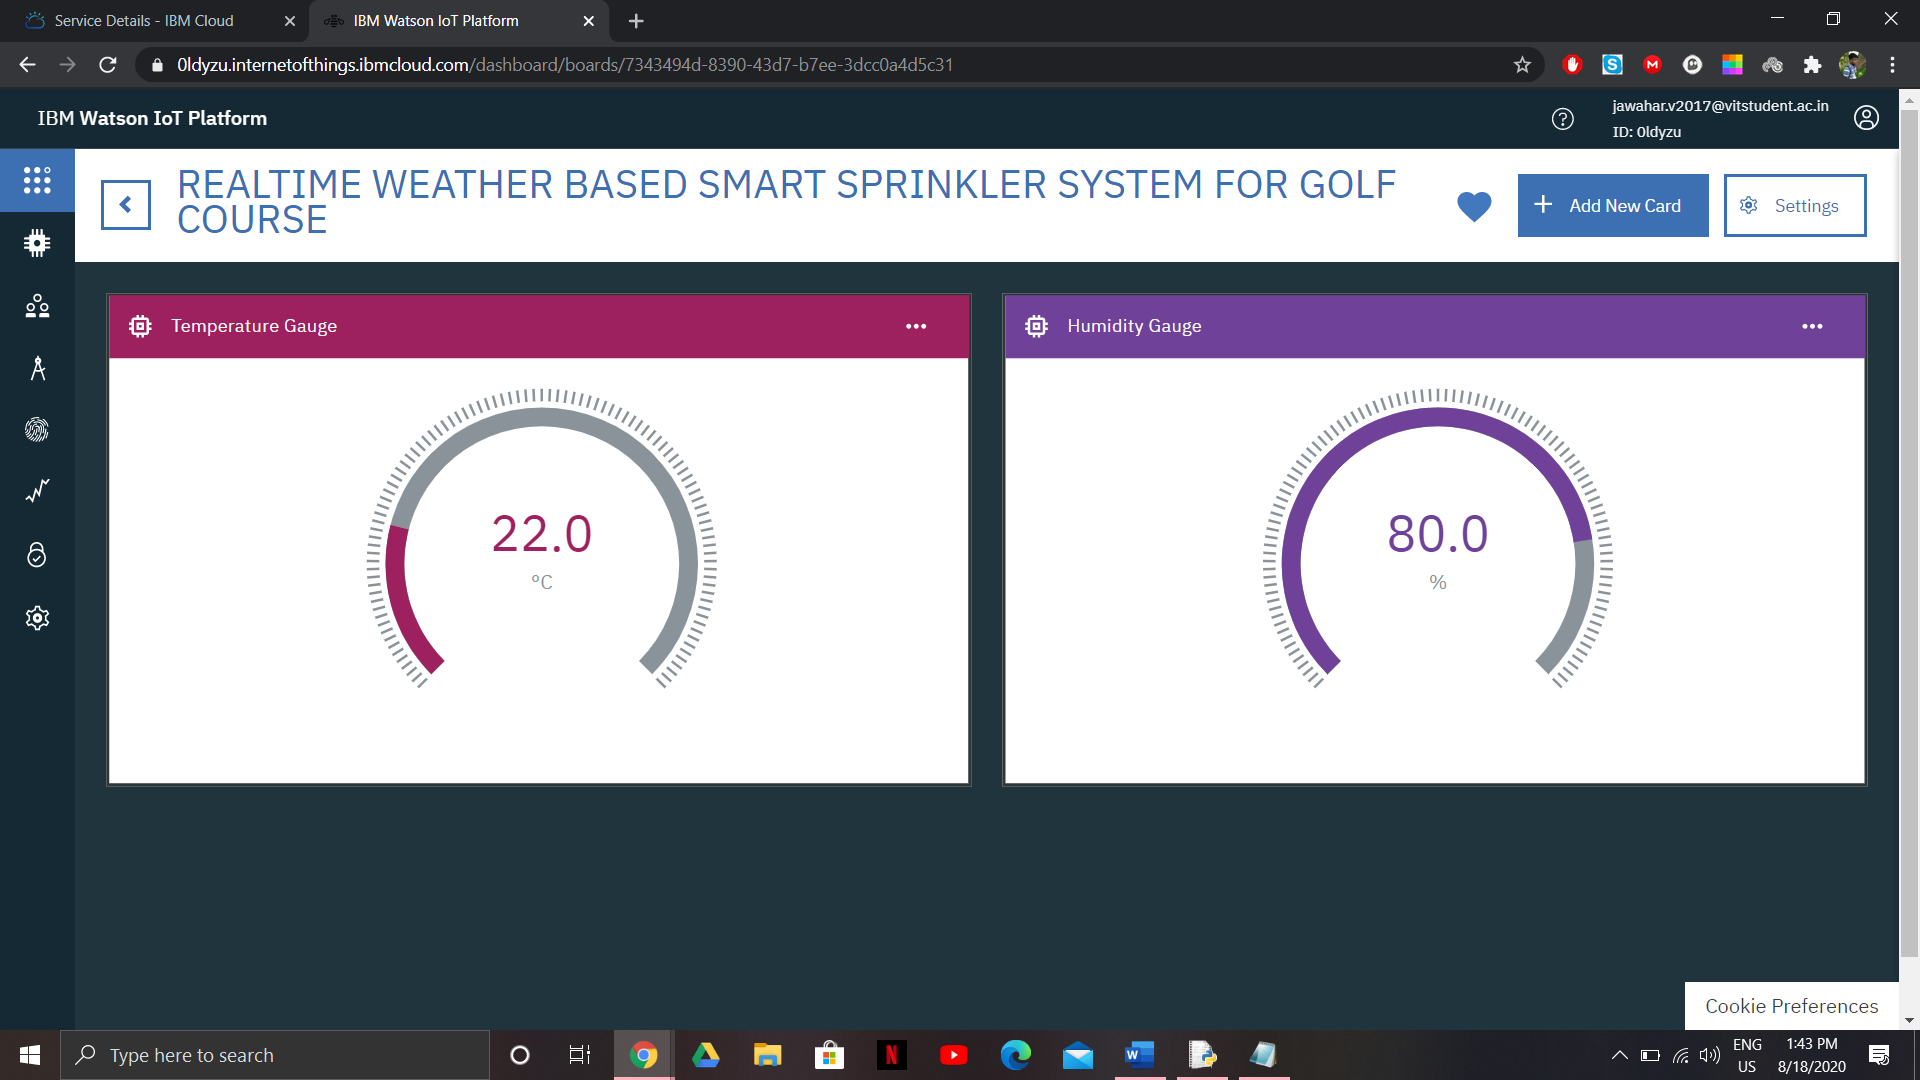 Service Details - IBM Cloud
IBM Watson IoT Platform
0ldyzu.internetofthings.ibmcloud.com/dashboard/boards/7343494d-8390-43d7-b7ee-3dcc0a4d5c31
IBM Watson IoT Platform
jawahar.v2017@vitstudent.ac.in
ID: 0ldyzu
REALTIME WEATHER BASED SMART SPRINKLER SYSTEM FOR GOLF
COURSE
Add New Card
Settings
Temperature Gauge
Humidity Gauge
22.0
°C
80.0
%
Cookie Preferences
Type here to search
ENG
US
1:43 PM
8/18/2020